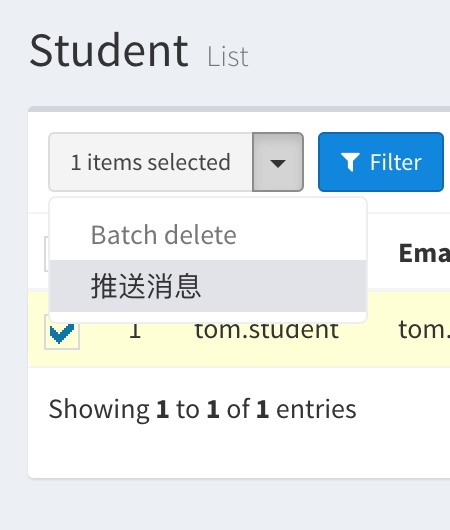 Student List
1 items selected Filter
Batch delete
Ema
推送消息
1 tom.student tom.
Showing 1 to 1 of 1 entries